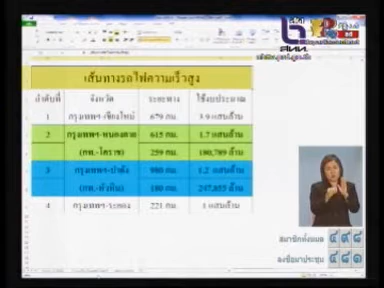 เส้นทางรถไฟความเร็วสูง
ลำดับที่ จังหวัด ระยะทาง ใช้งบประมาณ
1 กรุงเทพฯ-เชียงใหม่ 679 กม. 3.9 แสนล้าน
2 กรุงเทพฯ-หนองคาย 615 กม. 1.7 แสนล้าน
(กท.-โคราช) 259 กม. 100,789 ล้าน
3 กรุงเทพฯ-ปาดัง 980 กม. 1.2 แสนล้าน
(กท.-หัวหิน) 180 กม. 247,855 ล้าน
4 กรุงเทพฯ-ระยอง 221 กม. 1 แสนล้าน
สมาชิกทั้งหมด ๔๙๘
ลงชื่อมาประชุม ๔๘๑